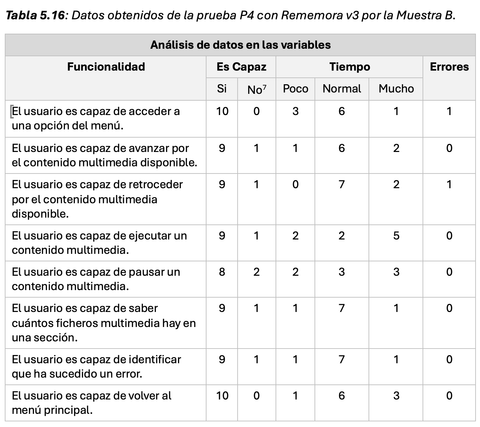 Tabla 5.16: Datos obtenidos de la prueba P4 con Rememora v3 por la Muestra B.
Análisis de datos en las variables
Funcionalidad Es Capaz Tiempo Errores
Si No7 Poco Normal Mucho
El usuario es capaz de acceder a 10 0 3 6 1 1
una opción del menú.
El usuario es capaz de avanzar por 9 1 1 6 2 0
el contenido multimedia disponible.
El usuario es capaz de retroceder 9 1 0 7 2 1
por el contenido multimedia
disponible.
El usuario es capaz de ejecutar un 9 1 2 2 5 0
contenido multimedia.
El usuario es capaz de pausar un 8 2 2 3 3 0
contenido multimedia.
El usuario es capaz de saber 9 1 1 7 1 0
cuántos ficheros multimedia hay en
una sección.
El usuario es capaz de identificar 9 1 1 7 1 0
que ha sucedido un error.
El usuario es capaz de volver al 10 0 1 6 3 0
menú principal.